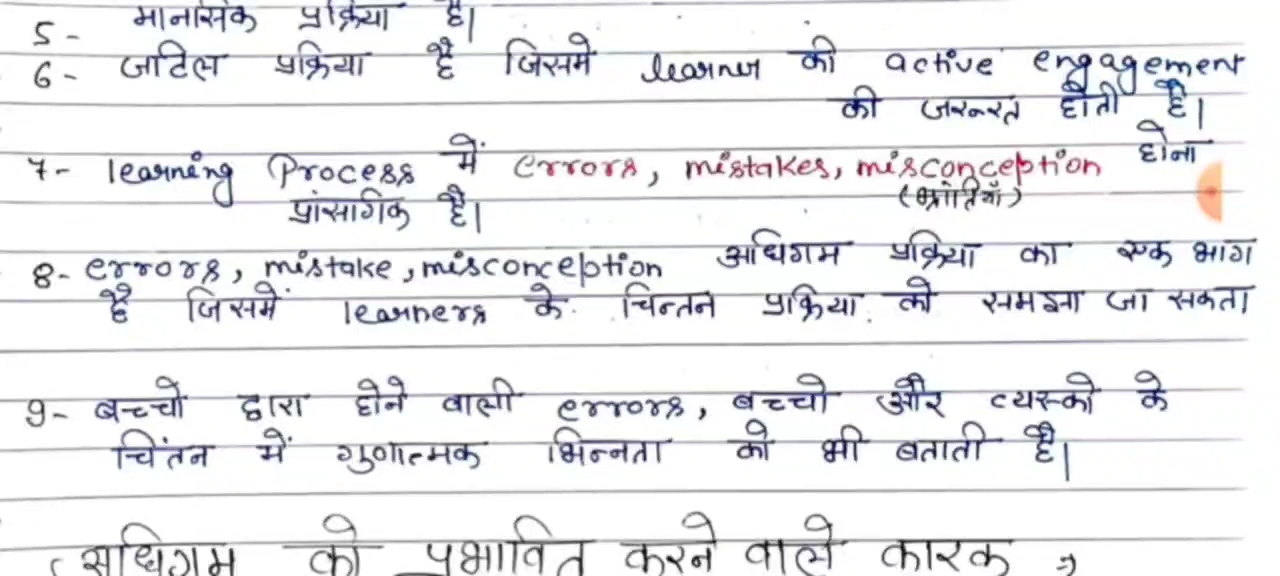 5- मानसिक प्रक्रिया है।
6- जटिल प्रक्रिया है जिसमे learner की active engagement
की जरूरत होती है।
7- learning Process में errors, mistakes, misconception होना
(भ्रांतियाँ)
प्रांसागिक है।
8- errors, mistake, misconception अधिगम प्रक्रिया का एक भाग
है जिसमें learners के चिन्तन प्रक्रिया को समझा जा सकता
9- बच्चो द्वारा होने वाली errors, बच्चो और व्यस्को के
चिंतन में गुणात्मक भिन्नता को भी बताती है।
अधिगम को प्रभावित करने वाले कारक ⇒